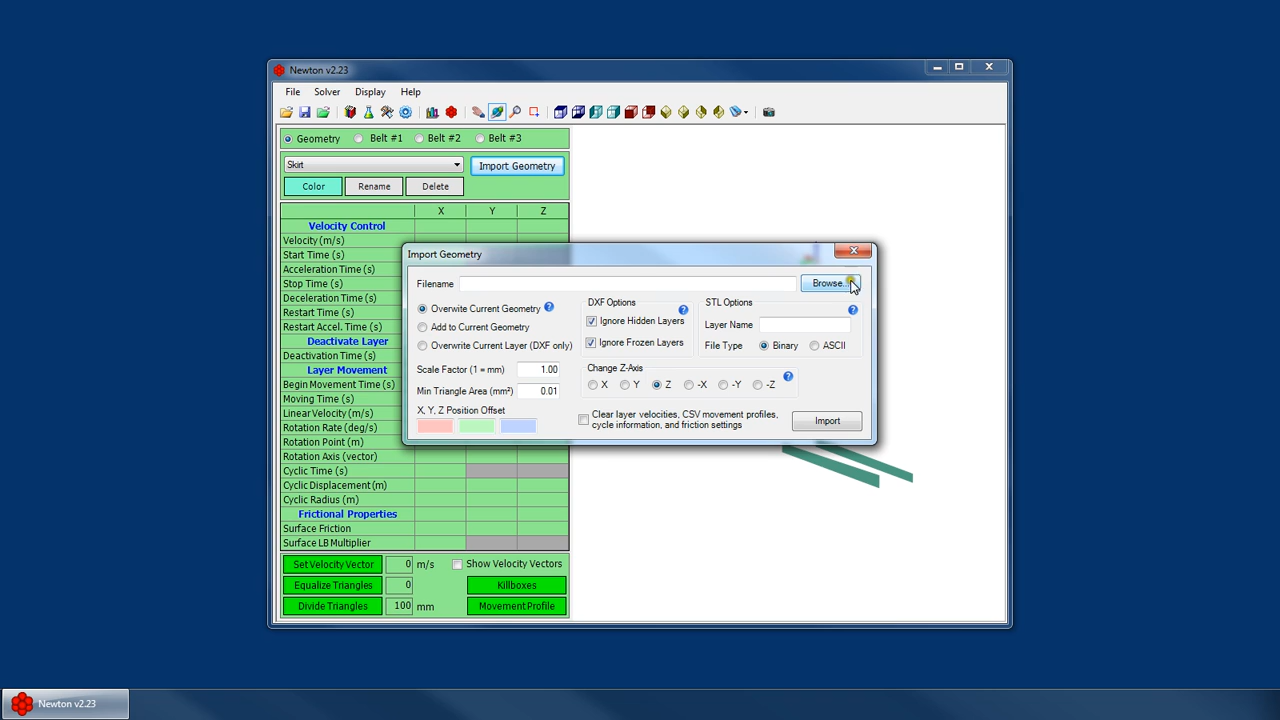 Newton v2.23
File Solver Display Help
Geometry Belt #1 Belt #2 Belt #3
Skirt Import Geometry
Color Rename Delete
X Y Z
Velocity Control
Velocity (m/s)
Start Time (s)
Acceleration Time (s)
Stop Time (s)
Deceleration Time (s)
Restart Time (s)
Restart Accel. Time (s)
Deactivate Layer
Deactivation Time (s)
Layer Movement
Begin Movement Time (s)
Moving Time (s)
Linear Velocity (m/s)
Rotation Rate (deg/s)
Rotation Point (m)
Rotation Axis (vector)
Cyclic Time (s)
Cyclic Displacement (m)
Cyclic Radius (m)
Frictional Properties
Surface Friction
Surface LB Multiplier
Set Velocity Vector 0 m/s Show Velocity Vectors
Equalize Triangles 0 Killboxes
Divide Triangles 100 mm Movement Profile
Import Geometry
Filename Browse...
Overwite Current Geometry ?
Add to Current Geometry
Overwrite Current Layer (DXF only)
Scale Factor (1 = mm) 1.00
Min Triangle Area (mm²) 0.01
X, Y, Z Position Offset
DXF Options ?
Ignore Hidden Layers
Ignore Frozen Layers
STL Options ?
Layer Name
File Type Binary ASCII
Change Z-Axis ?
X Y Z -X -Y -Z
Clear layer velocities, CSV movement profiles,
cycle information, and friction settings
Import
Newton v2.23